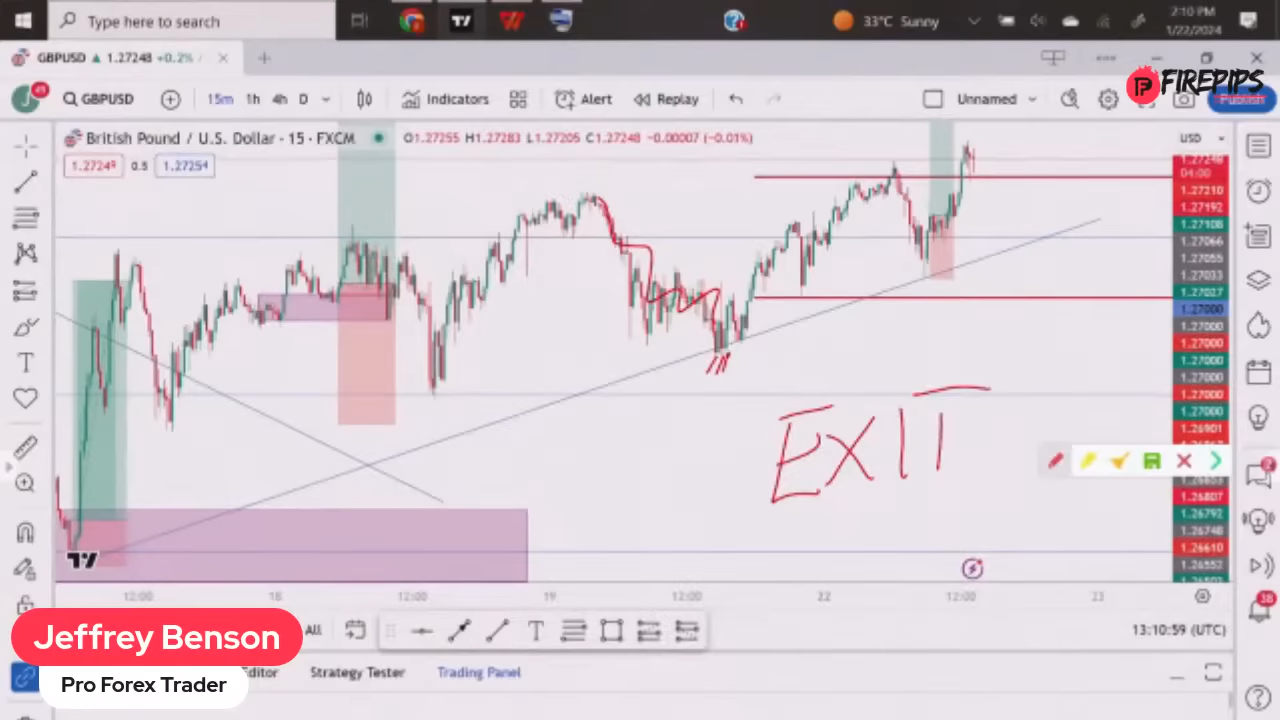 Type here to search
33°C Sunny
2:10 PM
1/22/2024
GBPUSD ▲ 1.27248 +0.2% /
FIREPIPS
GBPUSD
15m 1h 4h D
Indicators
Alert
Replay
Unnamed
Publish
British Pound / U.S. Dollar · 15 · FXCM
O1.27255 H1.27283 L1.27205 C1.27248 −0.00007 (−0.01%)
USD
1.27249
0.5
1.27254
1.27248
04:00
1.27210
1.27192
1.27108
1.27066
1.27055
1.27033
1.27027
1.27000
1.27000
1.27000
1.27000
1.27000
1.27000
1.27000
1.26901
1.26807
1.26792
1.26748
1.26610
1.26552
EXIT
12:00 18 12:00 19 12:00 22 12:00 23
All
13:10:59 (UTC)
Jeffrey Benson
Pro Forex Trader
Editor
Strategy Tester
Trading Panel